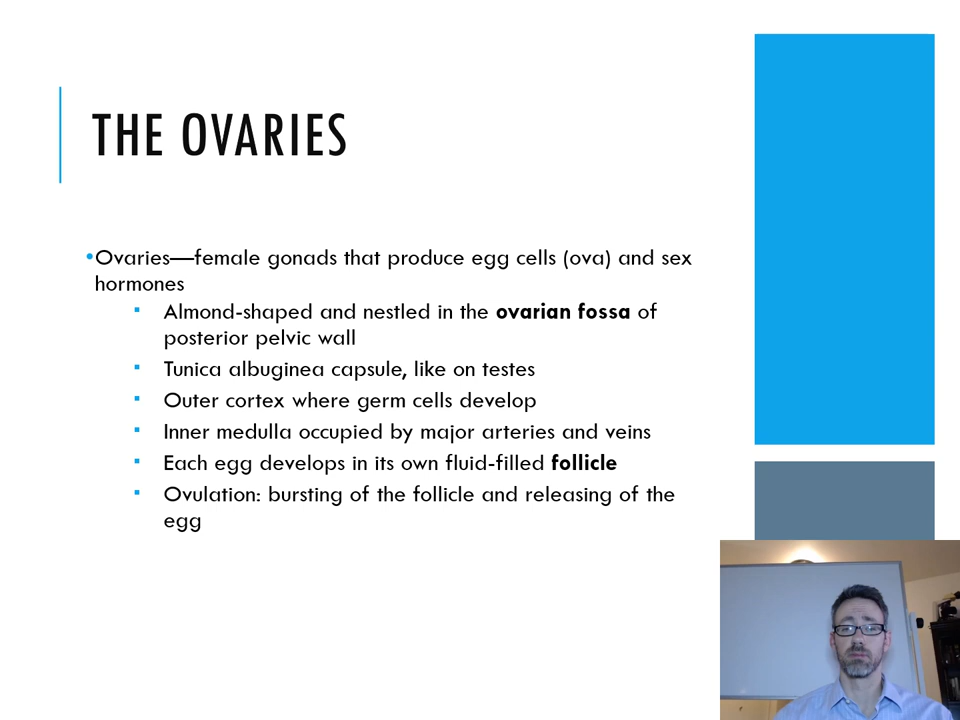 THE OVARIES
•Ovaries—female gonads that produce egg cells (ova) and sex
hormones
▪ Almond-shaped and nestled in the ovarian fossa of
posterior pelvic wall
▪ Tunica albuginea capsule, like on testes
▪ Outer cortex where germ cells develop
▪ Inner medulla occupied by major arteries and veins
▪ Each egg develops in its own fluid-filled follicle
▪ Ovulation: bursting of the follicle and releasing of the
egg